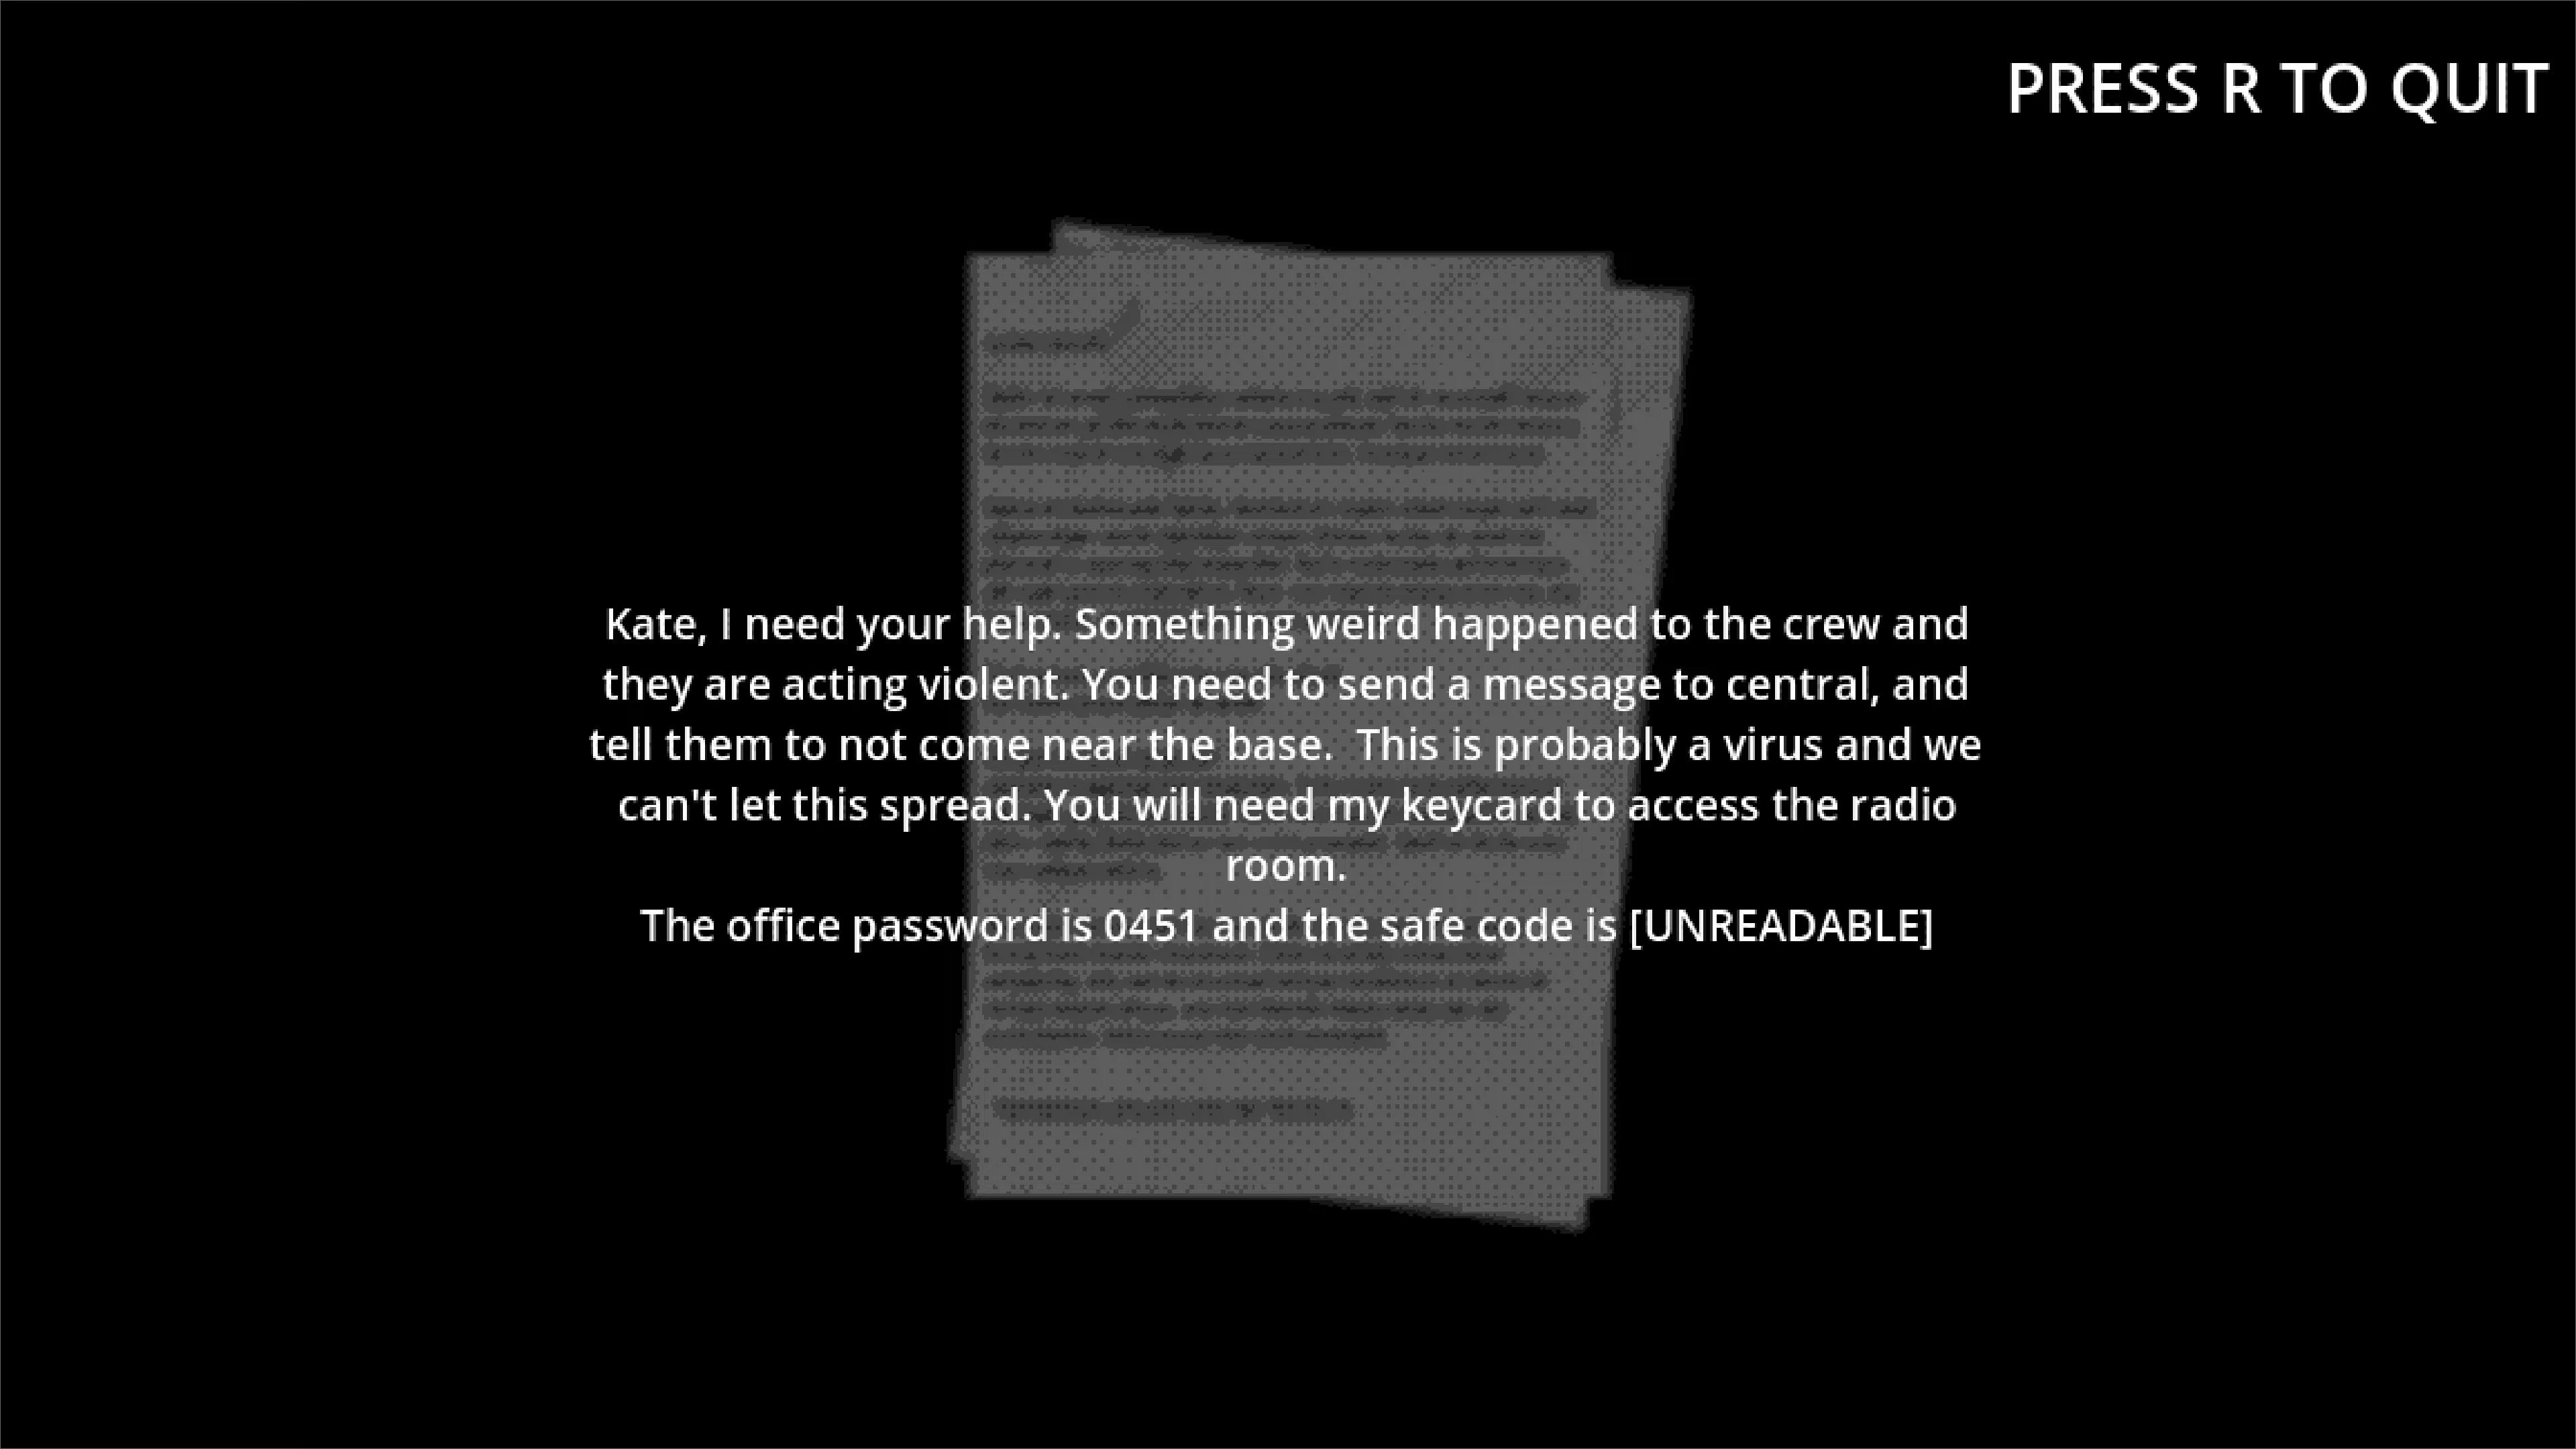 PRESS R TO QUIT
Kate, I need your help. Something weird happened to the crew and
they are acting violent. You need to send a message to central, and
tell them to not come near the base.  This is probably a virus and we
can't let this spread. You will need my keycard to access the radio
room.
The office password is 0451 and the safe code is [UNREADABLE]